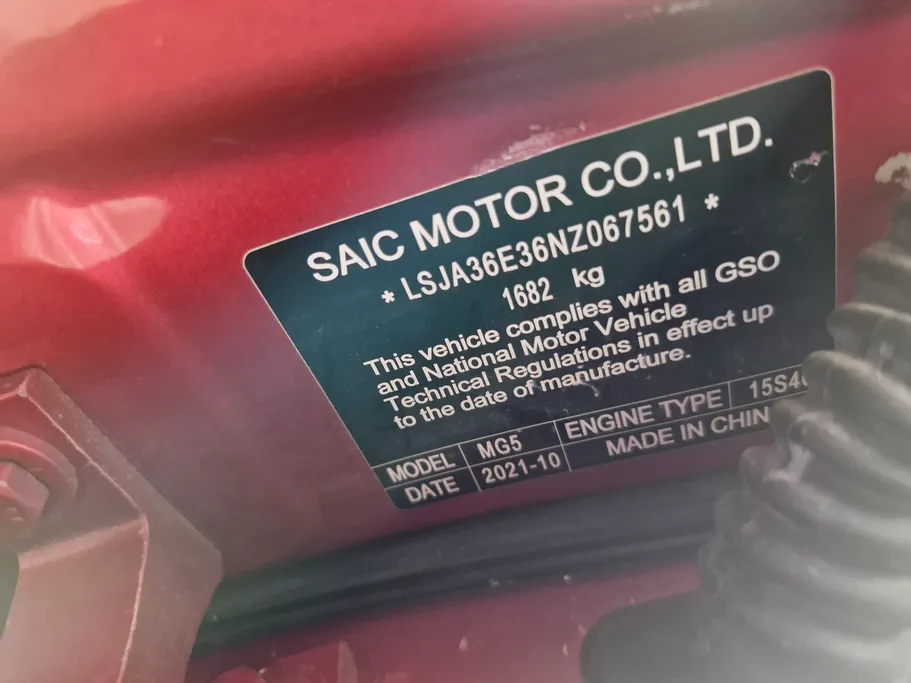 SAIC MOTOR CO.,LTD.
* LSJA36E36NZ067561 *
1682 kg
This vehicle complies with all GSO
and National Motor Vehicle
Technical Regulations in effect up
to the date of manufacture.
MODEL MG5 ENGINE TYPE
DATE 2021-10 MADE IN